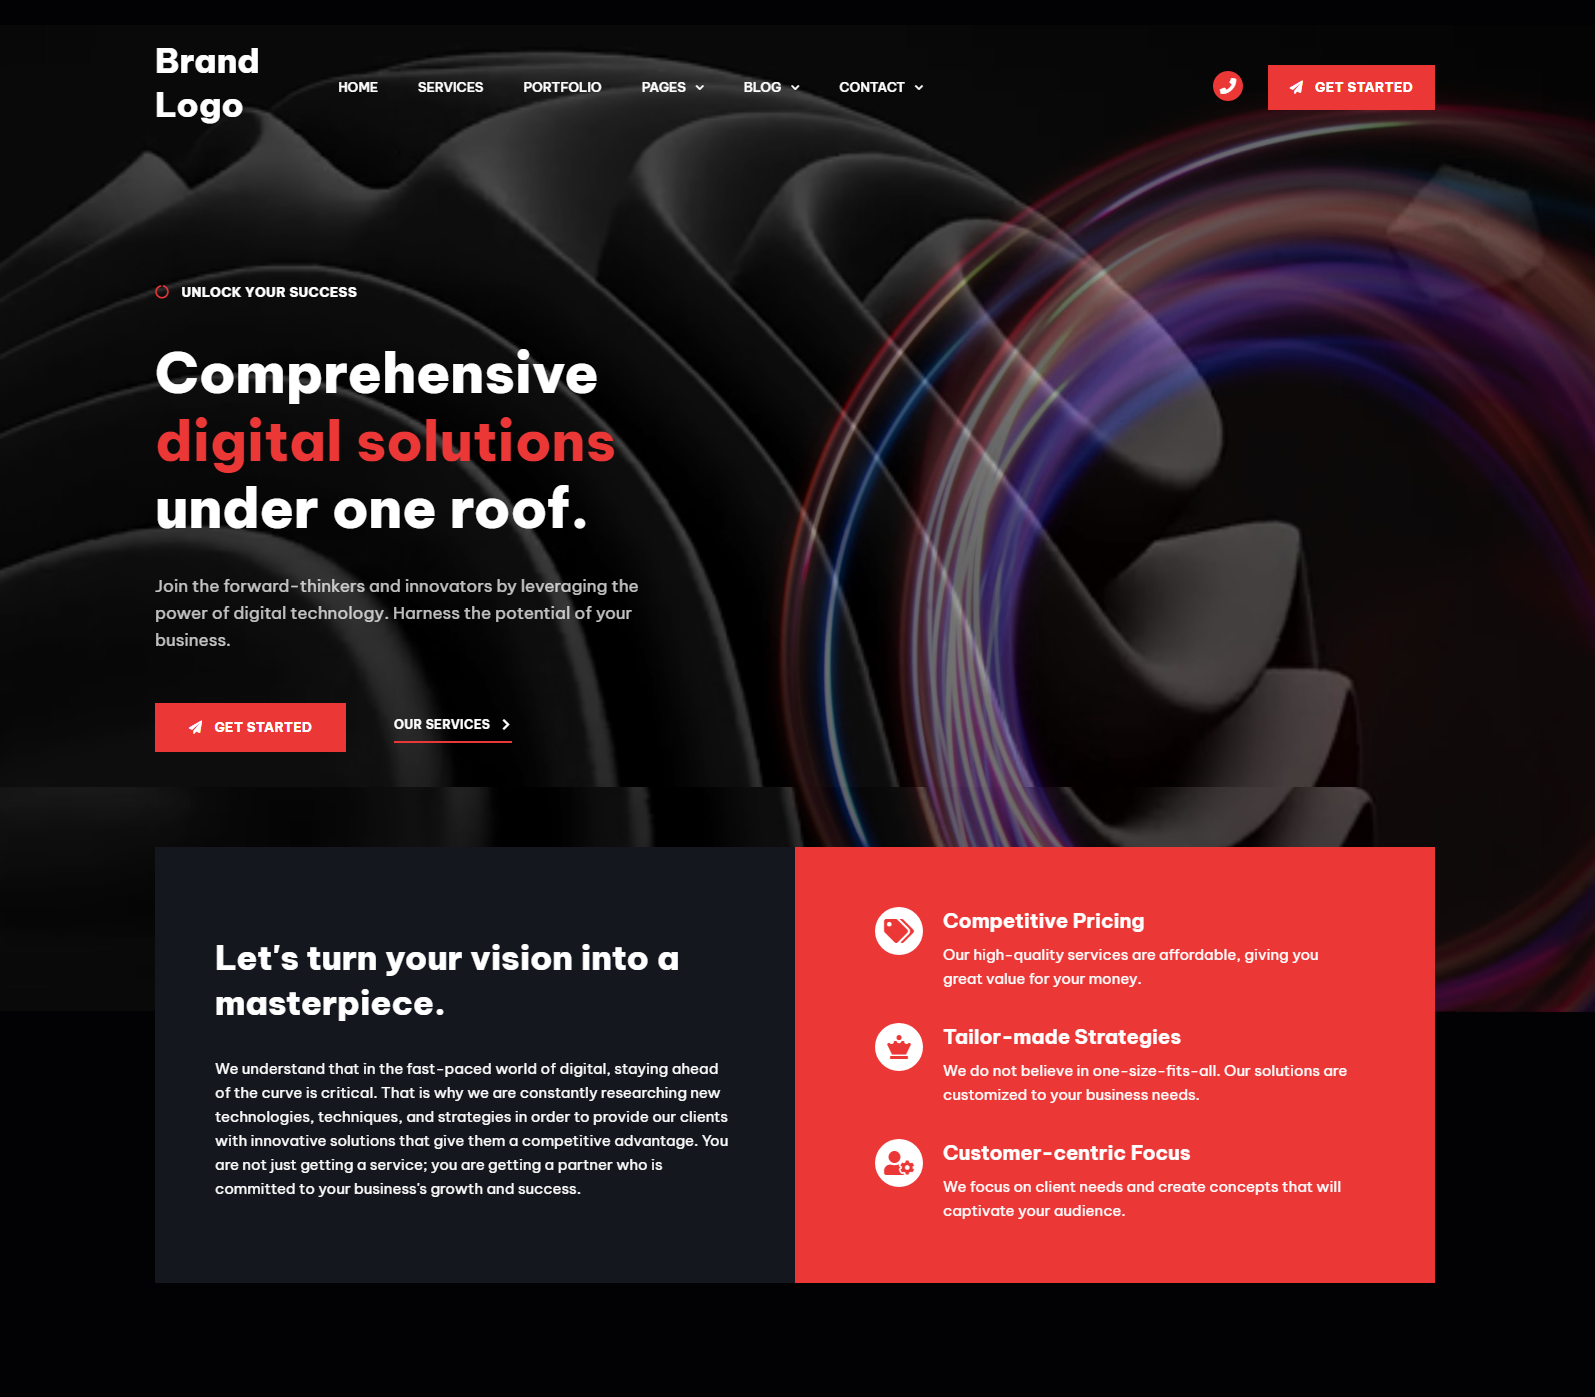 Brand
Logo
HOME SERVICES PORTFOLIO PAGES BLOG CONTACT
GET STARTED
UNLOCK YOUR SUCCESS
Comprehensive
digital solutions
under one roof.
Join the forward-thinkers and innovators by leveraging the
power of digital technology. Harness the potential of your
business.
GET STARTED
OUR SERVICES
Let's turn your vision into a
masterpiece.
We understand that in the fast-paced world of digital, staying ahead
of the curve is critical. That is why we are constantly researching new
technologies, techniques, and strategies in order to provide our clients
with innovative solutions that give them a competitive advantage. You
are not just getting a service; you are getting a partner who is
committed to your business's growth and success.
Competitive Pricing
Our high-quality services are affordable, giving you
great value for your money.
Tailor-made Strategies
We do not believe in one-size-fits-all. Our solutions are
customized to your business needs.
Customer-centric Focus
We focus on client needs and create concepts that will
captivate your audience.